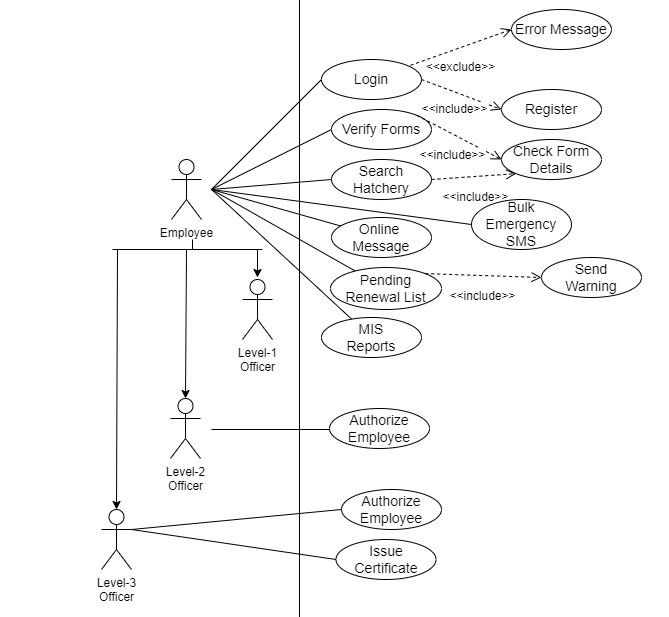 Error Message
<<exclude>>
Login
<<include>>
Register
Verify Forms
<<include>>
Check Form
Details
Search
Hatchery
<<include>>
Employee
Bulk
Emergency
SMS
Online
Message
Pending
Renewal List
<<include>>
Send
Warning
MIS
Reports
Level-1
Officer
Authorize
Employee
Level-2
Officer
Authorize
Employee
Issue
Certificate
Level-3
Officer